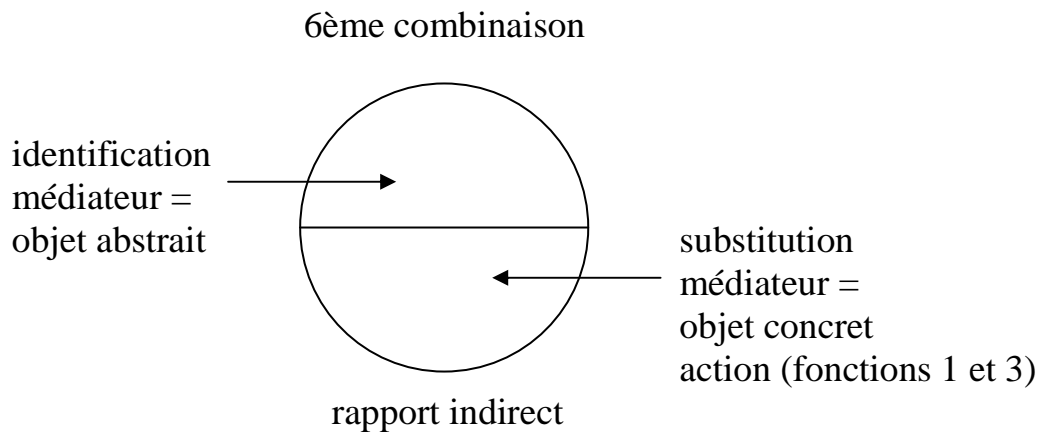 6ème combinaison
identification
médiateur =
objet abstrait
substitution
médiateur =
objet concret
action (fonctions 1 et 3)
rapport indirect